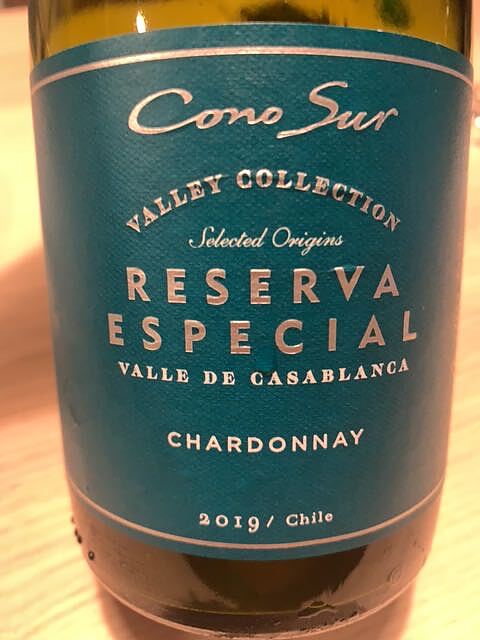 Cono Sur
VALLEY COLLECTION
Selected Origins
RESERVA
ESPECIAL
VALLE DE CASABLANCA
CHARDONNAY
2019 / Chile